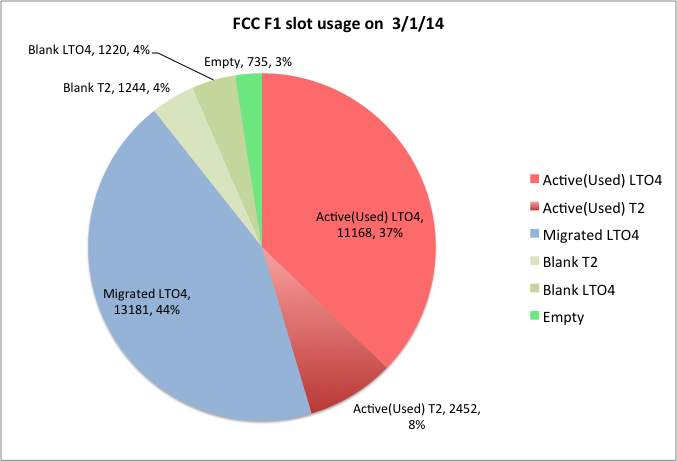 FCC F1 slot usage on  3/1/14
Blank LTO4, 1220, 4%
Empty, 735, 3%
Blank T2, 1244, 4%
Active(Used) LTO4,
11168, 37%
Migrated LTO4,
13181, 44%
Active(Used) T2, 2452,
8%
Active(Used) LTO4
Active(Used) T2
Migrated LTO4
Blank T2
Blank LTO4
Empty